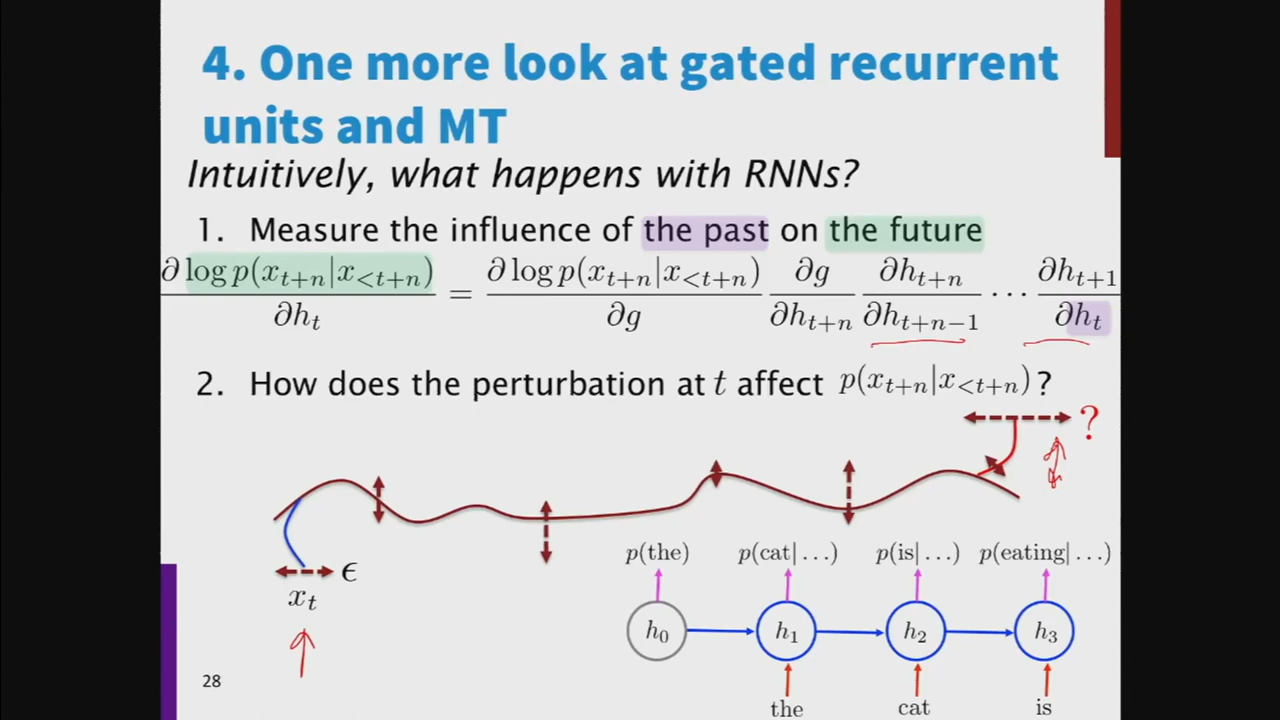 4. One more look at gated recurrent
units and MT
Intuitively, what happens with RNNs?
1. Measure the influence of the past on the future
∂ log p(x_{t+n}|x_{<t+n}) / ∂h_t = ∂ log p(x_{t+n}|x_{<t+n}) / ∂g ∂g / ∂h_{t+n} ∂h_{t+n} / ∂h_{t+n−1} ⋯ ∂h_{t+1} / ∂h_t
2. How does the perturbation at t affect p(x_{t+n}|x_{<t+n}) ?
?
ϵ
x_t
p(the) p(cat|...) p(is|...) p(eating|...)
h_0 h_1 h_2 h_3
the cat is
28